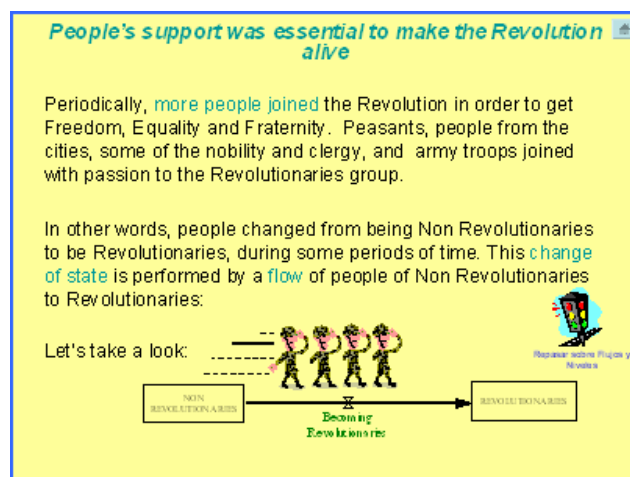 People's support was essential to make the Revolution
alive
Periodically, more people joined the Revolution in order to get
Freedom, Equality and Fraternity. Peasants, people from the
cities, some of the nobility and clergy, and army troops joined
with passion to the Revolutionaries group.
In other words, people changed from being Non Revolutionaries
to be Revolutionaries, during some periods of time. This change
of state is performed by a flow of people of Non Revolutionaries
to Revolutionaries:
Let's take a look:
Repasar sobre Flujos y
Niveles
NON
REVOLUTIONARIES
REVOLUTIONARIES
Becoming
Revolutionaries